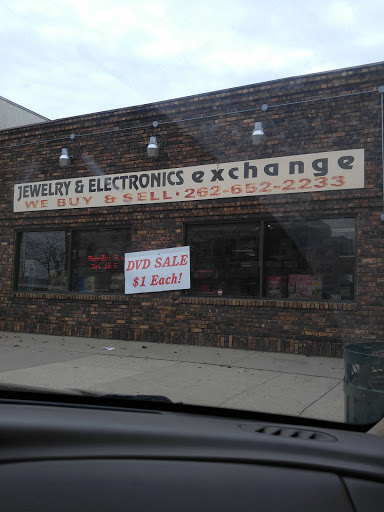 JEWELRY & ELECTRONICS exchange
WE BUY & SELL · 262-652-2233
DVD SALE
$1 Each!